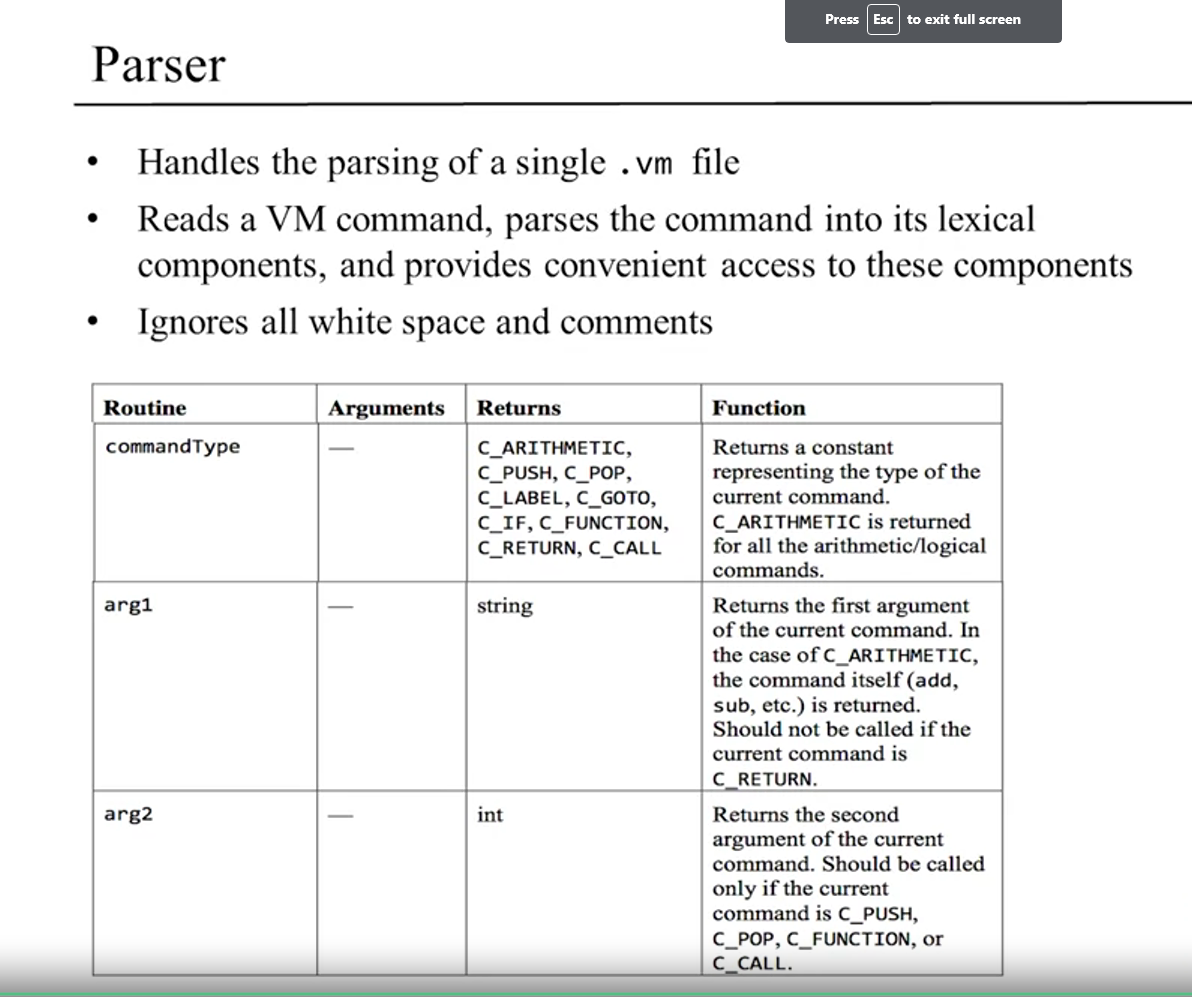 Press Esc to exit full screen
Parser
• Handles the parsing of a single .vm file
• Reads a VM command, parses the command into its lexical
components, and provides convenient access to these components
• Ignores all white space and comments
Routine Arguments Returns Function
commandType — C_ARITHMETIC, Returns a constant
C_PUSH, C_POP, representing the type of the
C_LABEL, C_GOTO, current command.
C_IF, C_FUNCTION, C_ARITHMETIC is returned
C_RETURN, C_CALL for all the arithmetic/logical
commands.
arg1 — string Returns the first argument
of the current command. In
the case of C_ARITHMETIC,
the command itself (add,
sub, etc.) is returned.
Should not be called if the
current command is
C_RETURN.
arg2 — int Returns the second
argument of the current
command. Should be called
only if the current
command is C_PUSH,
C_POP, C_FUNCTION, or
C_CALL.